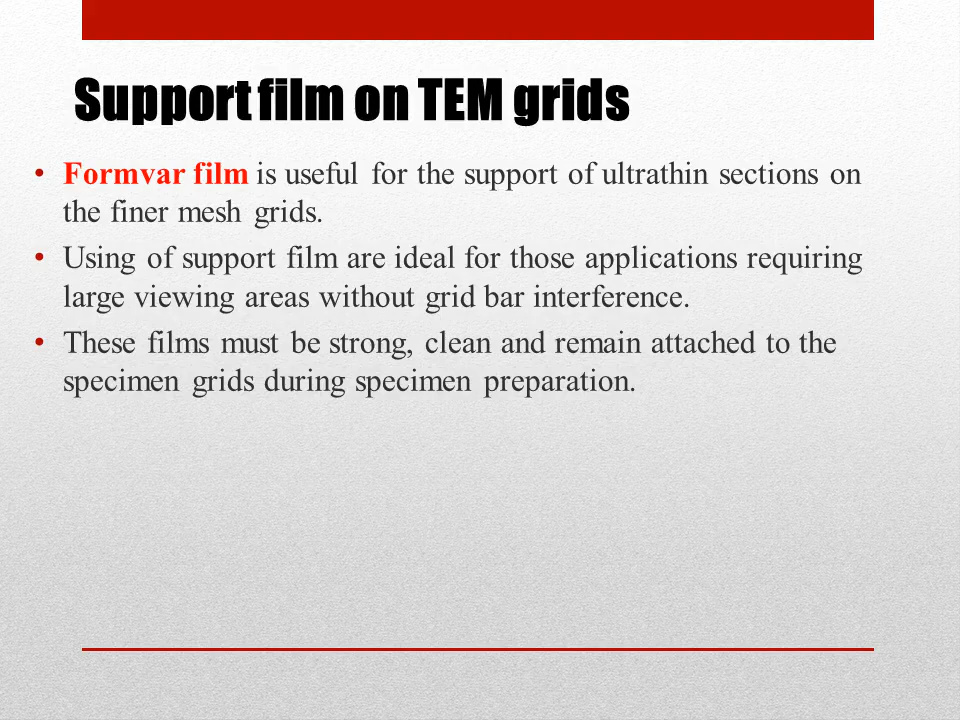 Support film on TEM grids
• Formvar film is useful for the support of ultrathin sections on
the finer mesh grids.
• Using of support film are ideal for those applications requiring
large viewing areas without grid bar interference.
• These films must be strong, clean and remain attached to the
specimen grids during specimen preparation.